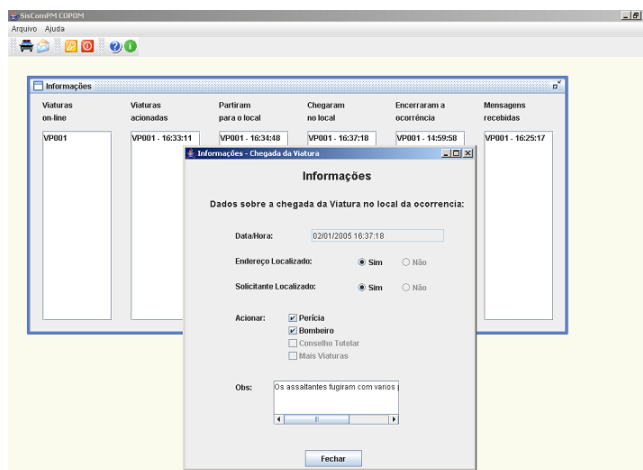 SisComPM COPOM
Arquivo Ajuda
Informações
Viaturas on-line
Viaturas acionadas
Partiram para o local
Chegaram no local
Encerraram a ocorrência
Mensagens recebidas
VP001
VP001 - 16:33:11
VP001 - 16:34:48
VP001 - 16:37:18
VP001 - 14:59:58
VP001 - 16:25:17
Informações - Chegada da Viatura
Informações
Dados sobre a chegada da Viatura no local da ocorrencia:
Data/Hora: 02/01/2005 16:37:18
Endereço Localizado: Sim Não
Solicitante Localizado: Sim Não
Acionar: Perícia
Bombeiro
Conselho Tutelar
Mais Viaturas
Obs: Os assaltantes fugiram com varios
Fechar